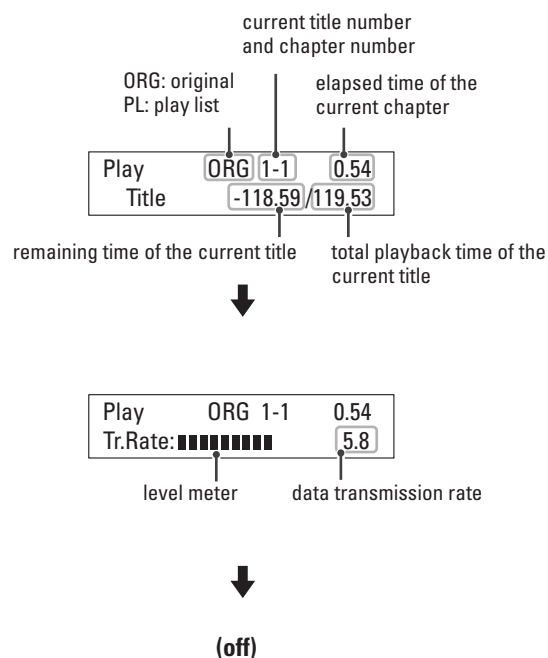 current title number
and chapter number
ORG: original
PL: play list
elapsed time of the
current chapter
Play ORG 1-1 0.54
Title -118.59 /119.53
remaining time of the current title
total playback time of the
current title
Play ORG 1-1 0.54
Tr.Rate: 5.8
level meter
data transmission rate
(off)